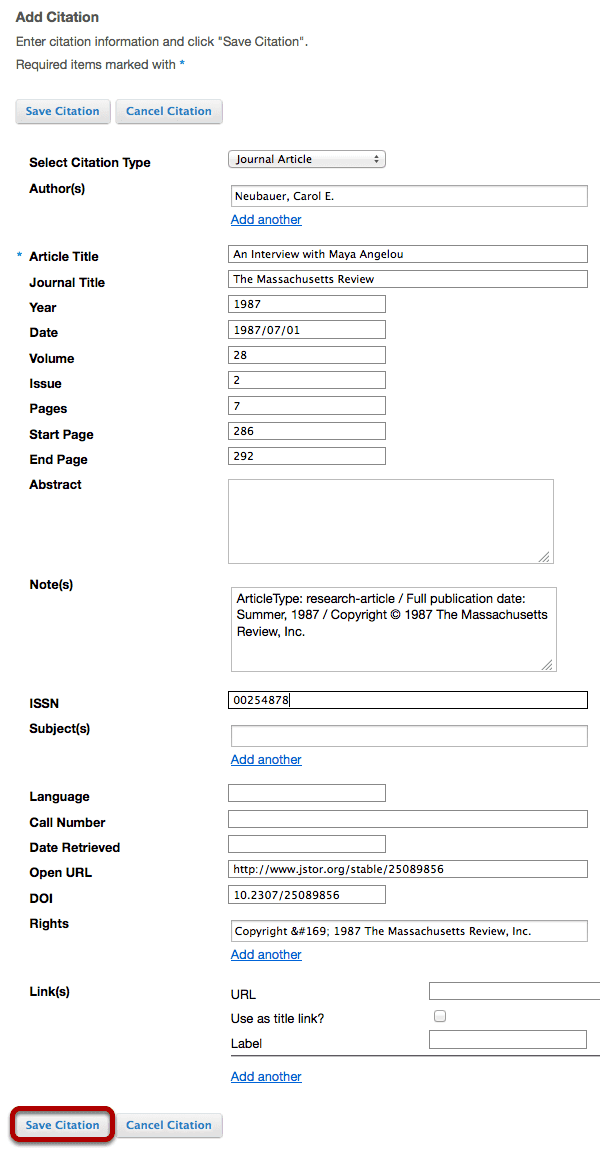 Add Citation
Enter citation information and click "Save Citation".
Required items marked with *
Save Citation Cancel Citation
Select Citation Type Journal Article
Author(s) Neubauer, Carol E.
Add another
* Article Title An Interview with Maya Angelou
Journal Title The Massachusetts Review
Year 1987
Date 1987/07/01
Volume 28
Issue 2
Pages 7
Start Page 286
End Page 292
Abstract
Note(s) ArticleType: research-article / Full publication date:
Summer, 1987 / Copyright © 1987 The Massachusetts
Review, Inc.
ISSN 00254878
Subject(s)
Add another
Language
Call Number
Date Retrieved
Open URL http://www.jstor.org/stable/25089856
DOI 10.2307/25089856
Rights Copyright &#169; 1987 The Massachusetts Review, Inc.
Add another
Link(s) URL
Use as title link?
Label
Add another
Save Citation Cancel Citation